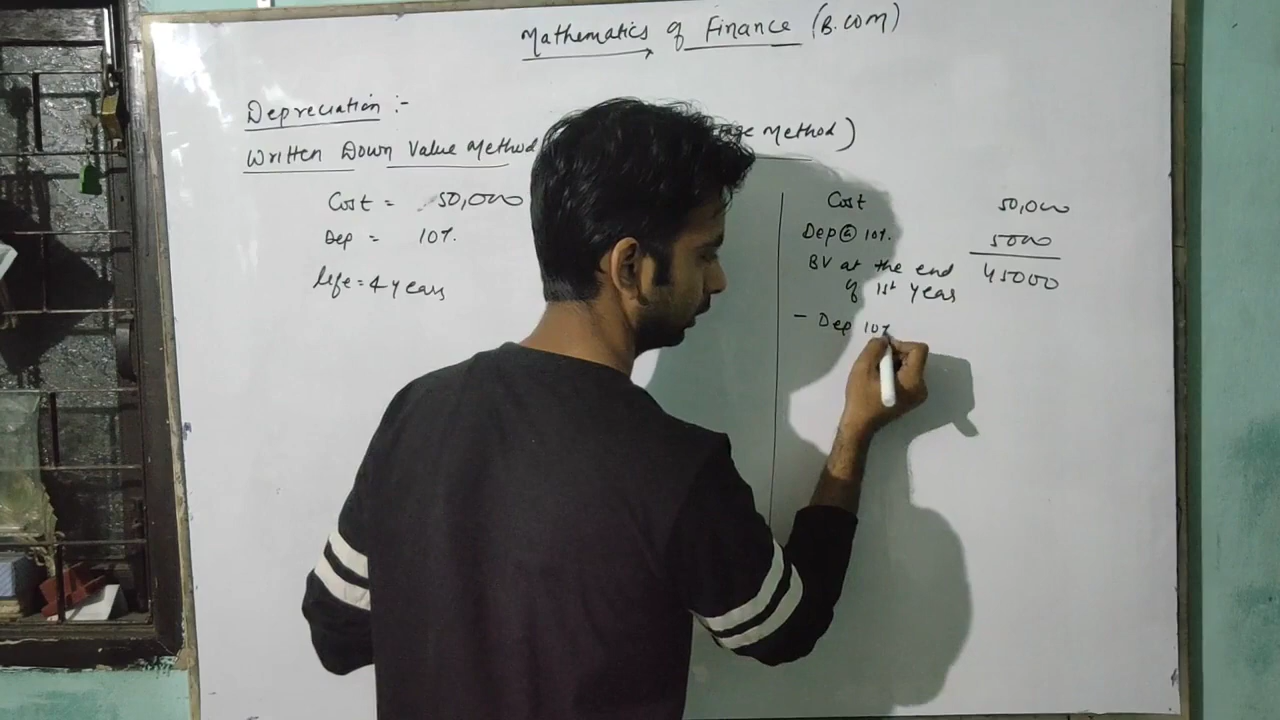 Mathematics of Finance (B.COM)
Depreciation :-
Written Down Value Method Method)
Cost = 50,000
Dep = 10%.
life = 4 years
Cost 50,000
Dep @ 10%. 5000
BV at the end 45000
of 1st Year
- Dep 10%